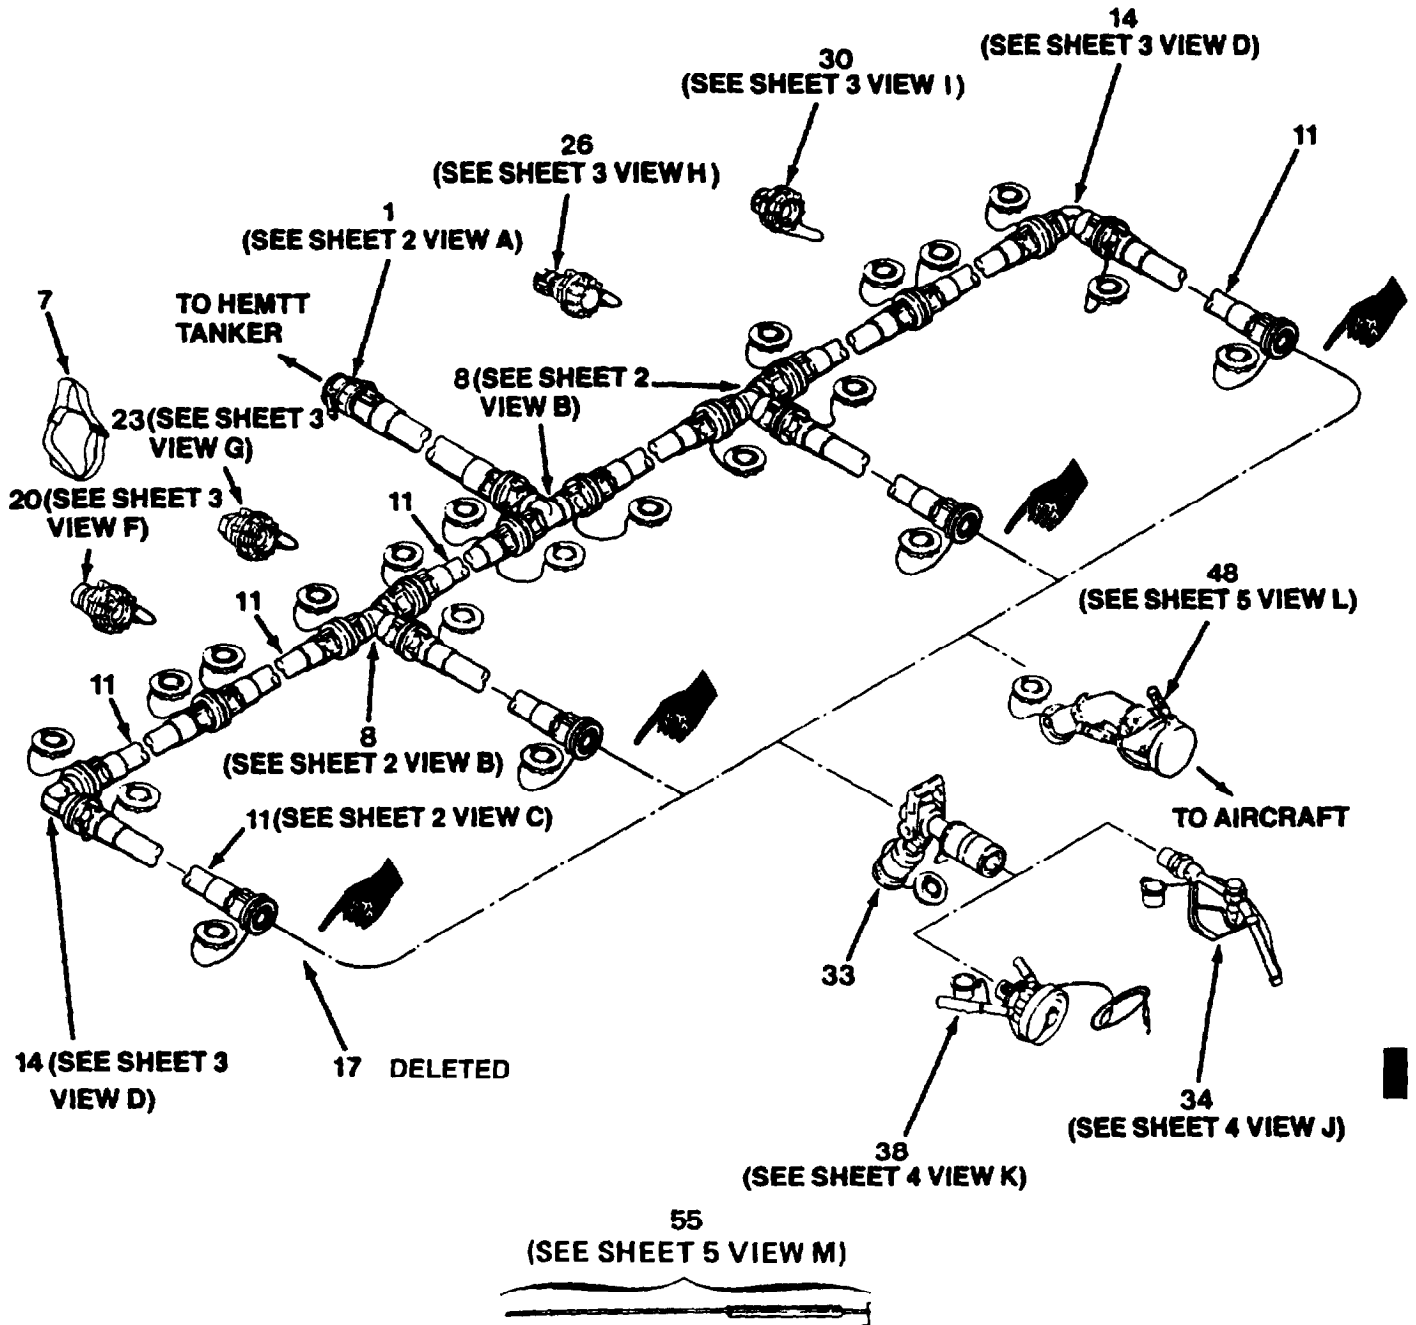 14
(SEE SHEET 3 VIEW D)
30
(SEE SHEET 3 VIEW I)
11
26
(SEE SHEET 3 VIEW H)
1
(SEE SHEET 2 VIEW A)
7
TO HEMTT
TANKER
8 (SEE SHEET 2
VIEW B)
23 (SEE SHEET 3
VIEW G)
20 (SEE SHEET 3
VIEW F)
11
11
11
48
(SEE SHEET 5 VIEW L)
8
(SEE SHEET 2 VIEW B)
11 (SEE SHEET 2 VIEW C)
TO AIRCRAFT
33
14 (SEE SHEET 3
VIEW D)
17 DELETED
34
(SEE SHEET 4 VIEW J)
38
(SEE SHEET 4 VIEW K)
55
(SEE SHEET 5 VIEW M)